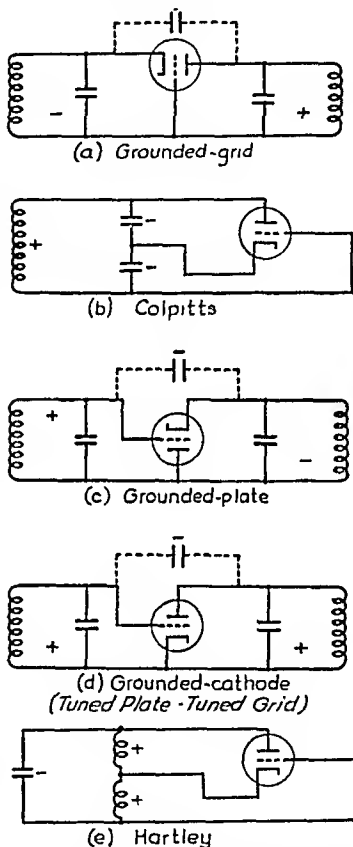 -
- +
(a) Grounded-grid
-
+ -
(b) Colpitts
-
+ -
(c) Grounded-plate
-
+ +
(d) Grounded-cathode
(Tuned Plate - Tuned Grid)
+
-
+
(e) Hartley